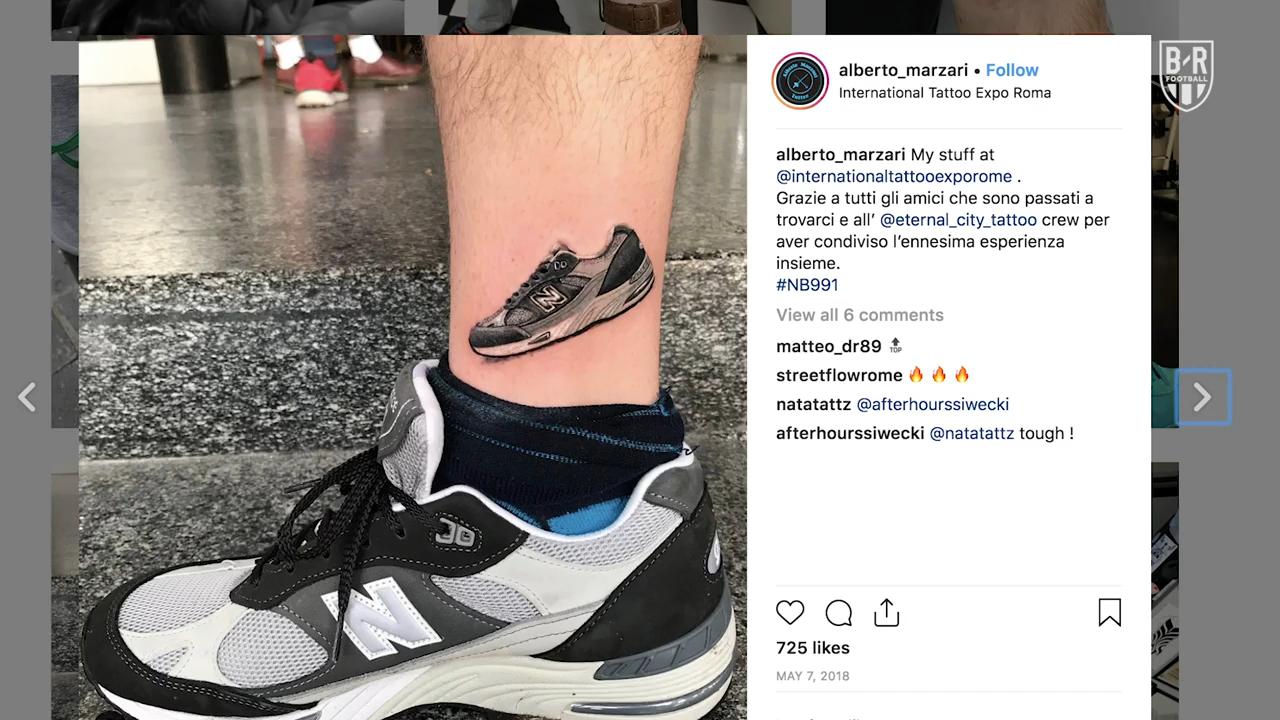 B R
FOOTBALL
alberto_marzari • Follow
International Tattoo Expo Roma
alberto_marzari My stuff at
@internationaltattooexporome .
Grazie a tutti gli amici che sono passati a
trovarci e all’ @eternal_city_tattoo crew per
aver condiviso l’ennesima esperienza
insieme.
#NB991
View all 6 comments
matteo_dr89 🔝
streetflowrome 🔥 🔥 🔥
natatattz @afterhourssiwecki
afterhourssiwecki @natatattz tough !
725 likes
MAY 7, 2018
N
N